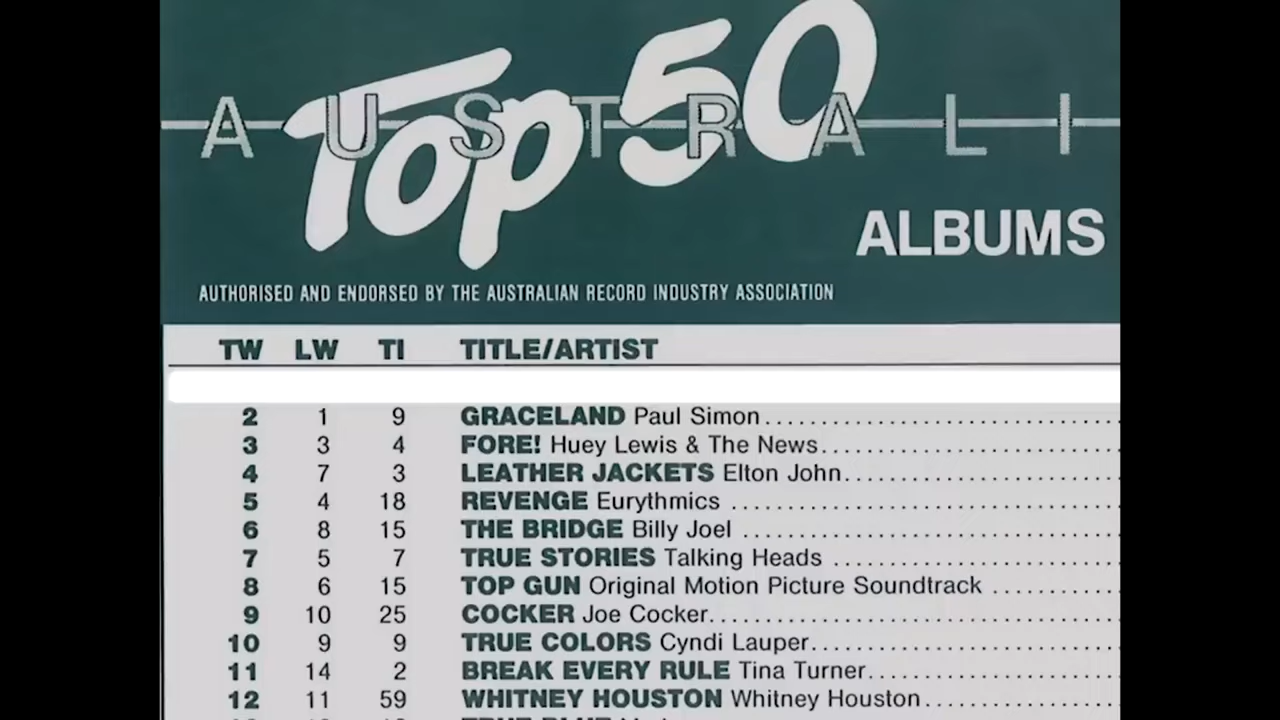 Top 50
AUSTRALI
ALBUMS
AUTHORISED AND ENDORSED BY THE AUSTRALIAN RECORD INDUSTRY ASSOCIATION
TW LW TI TITLE/ARTIST
2 1 9 GRACELAND Paul Simon
3 3 4 FORE! Huey Lewis & The News
4 7 3 LEATHER JACKETS Elton John
5 4 18 REVENGE Eurythmics
6 8 15 THE BRIDGE Billy Joel
7 5 7 TRUE STORIES Talking Heads
8 6 15 TOP GUN Original Motion Picture Soundtrack
9 10 25 COCKER Joe Cocker
10 9 9 TRUE COLORS Cyndi Lauper
11 14 2 BREAK EVERY RULE Tina Turner
12 11 59 WHITNEY HOUSTON Whitney Houston